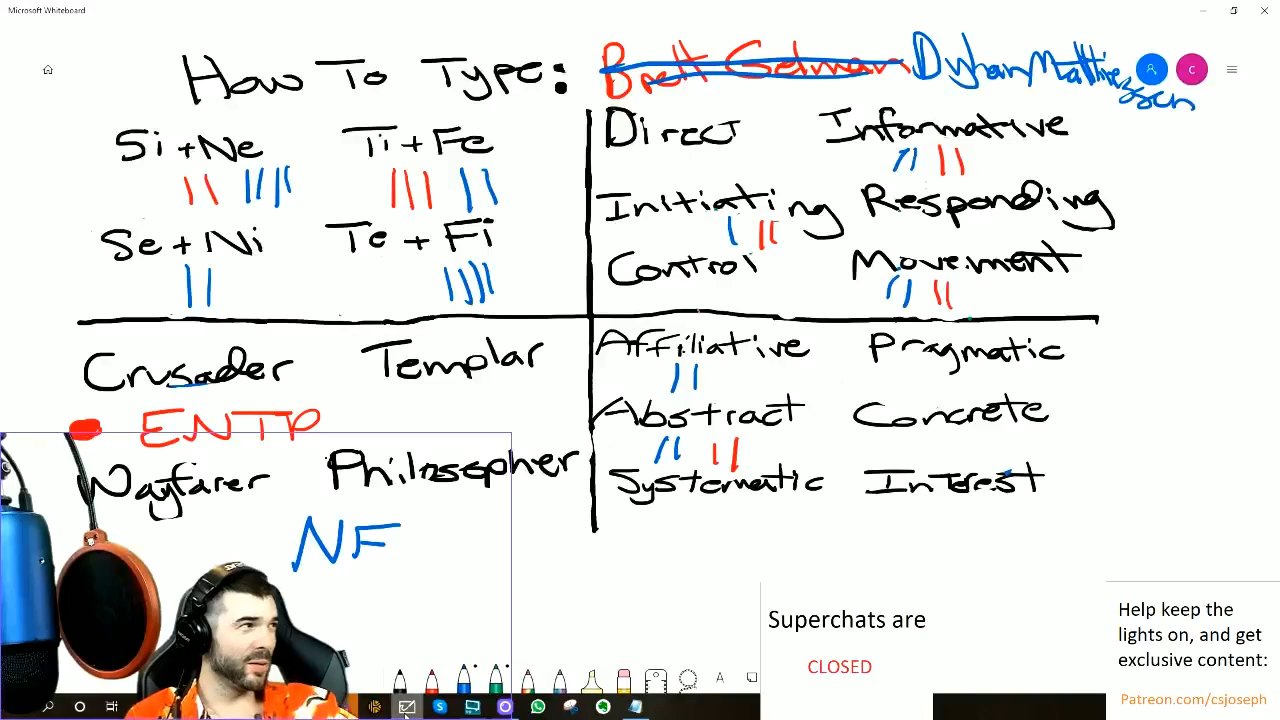 Microsoft Whiteboard
How To Type: Brett Gelman Dylan Matthiessen
C
Si + Ne Ti + Fe
Se + Ni Te + Fi
Direct Informative
Initiating Responding
Control Movement
Crusader Templar
ENTP
Wayfarer Philosopher
NF
Affiliative Pragmatic
Abstract Concrete
Systematic Interest
Superchats are
CLOSED
Help keep the
lights on, and get
exclusive content:
Patreon.com/csjoseph
A